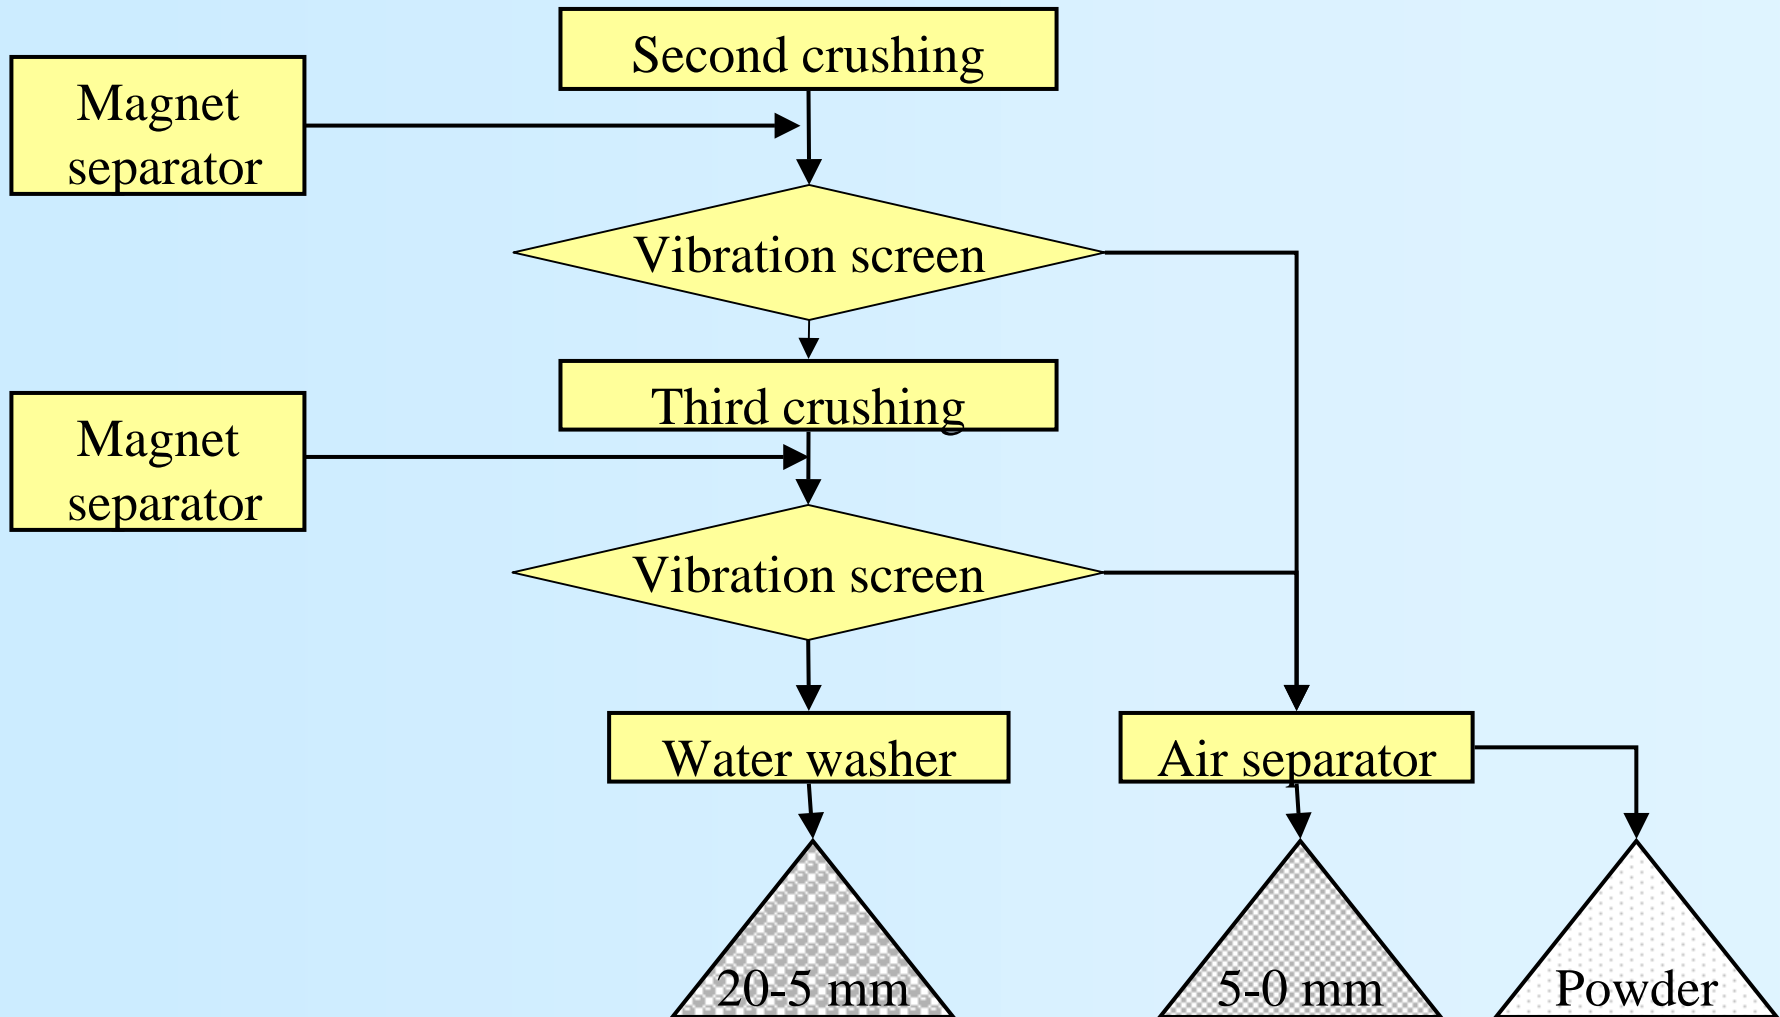 Second crushing
Magnet
separator
Vibration screen
Third crushing
Magnet
separator
Vibration screen
Water washer
Air separator
20-5 mm
5-0 mm
Powder